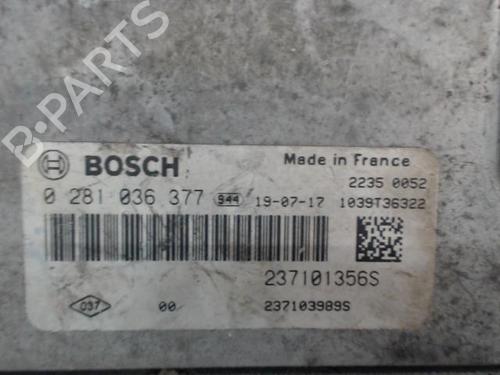 B-PARTS
BOSCH
Made in France
0 281 036 377 944 19-07-17
2235 0052
1039T36322
237101356S
037 00 237103989S